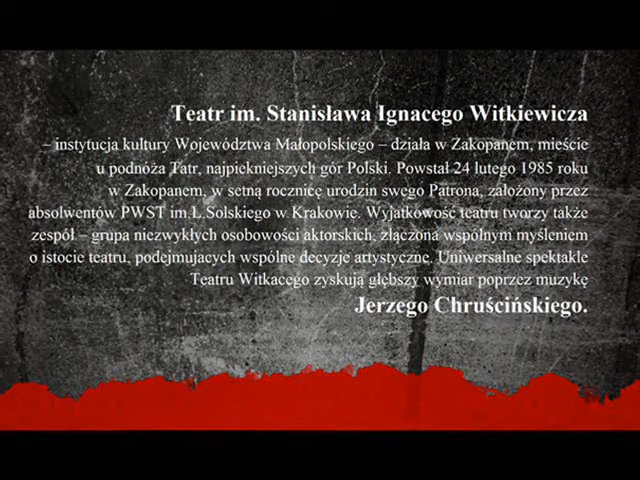 Teatr im. Stanisława Ignacego Witkiewicza
– instytucja kultury Województwa Małopolskiego – działa w Zakopanem, mieście
u podnóża Tatr, najpiekniejszych gór Polski. Powstał 24 lutego 1985 roku
w Zakopanem, w setną rocznicę urodzin swego Patrona, założony przez
absolwentów PWST im.L.Solskiego w Krakowie. Wyjatkowość teatru tworzy także
zespół – grupa niezwykłych osobowości aktorskich, złączona wspólnym myśleniem
o istocie teatru, podejmujacych wspólne decyzje artystyczne. Uniwersalne spektakle
Teatru Witkacego zyskują głębszy wymiar poprzez muzykę
Jerzego Chruścińskiego.